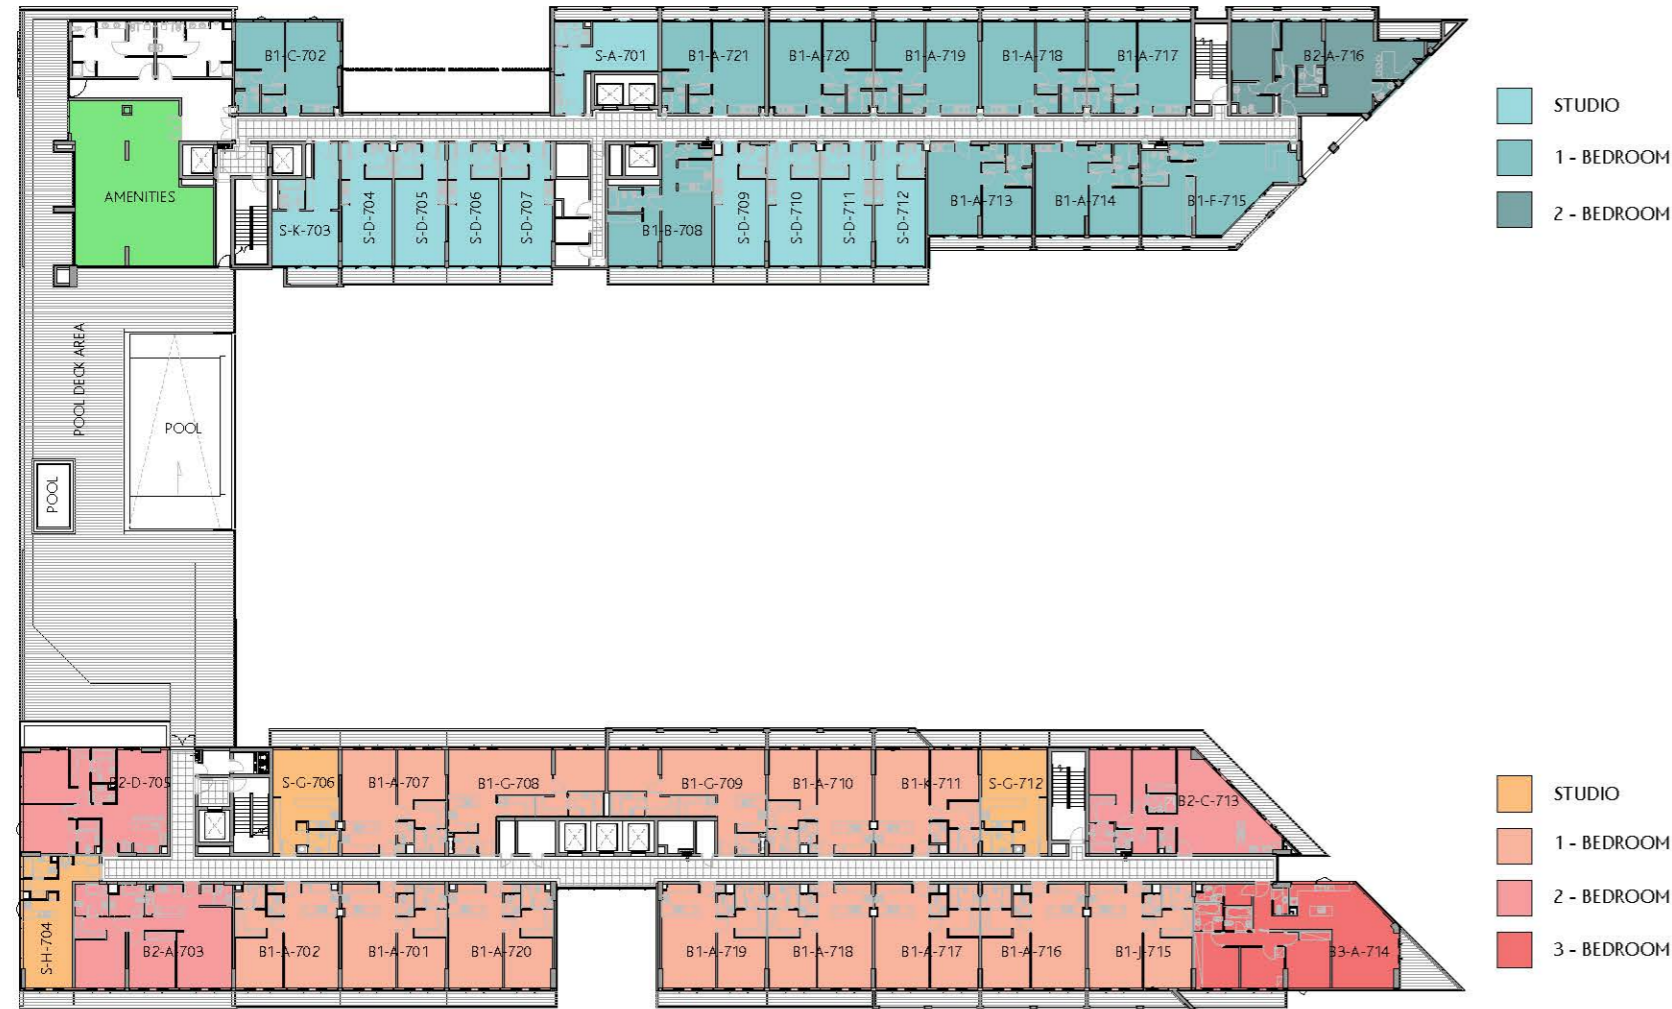 B1-C-702
S-A-701
B1-A-721
B1-A-720
B1-A-719
B1-A-718
B1-A-717
B2-A-716
AMENITIES
S-K-703
S-D-704
S-D-705
S-D-706
S-D-707
B1-B-708
S-D-709
S-D-710
S-D-711
S-D-712
B1-A-713
B1-A-714
B1-F-715
STUDIO
1 - BEDROOM
2 - BEDROOM
POOL DECK AREA
POOL
POOL
B2-D-705
S-G-706
B1-A-707
B1-G-708
B1-G-709
B1-A-710
B1-K-711
S-G-712
B2-C-713
S-H-704
B2-A-703
B1-A-702
B1-A-701
B1-A-720
B1-A-719
B1-A-718
B1-A-717
B1-A-716
B1-J-715
B3-A-714
STUDIO
1 - BEDROOM
2 - BEDROOM
3 - BEDROOM